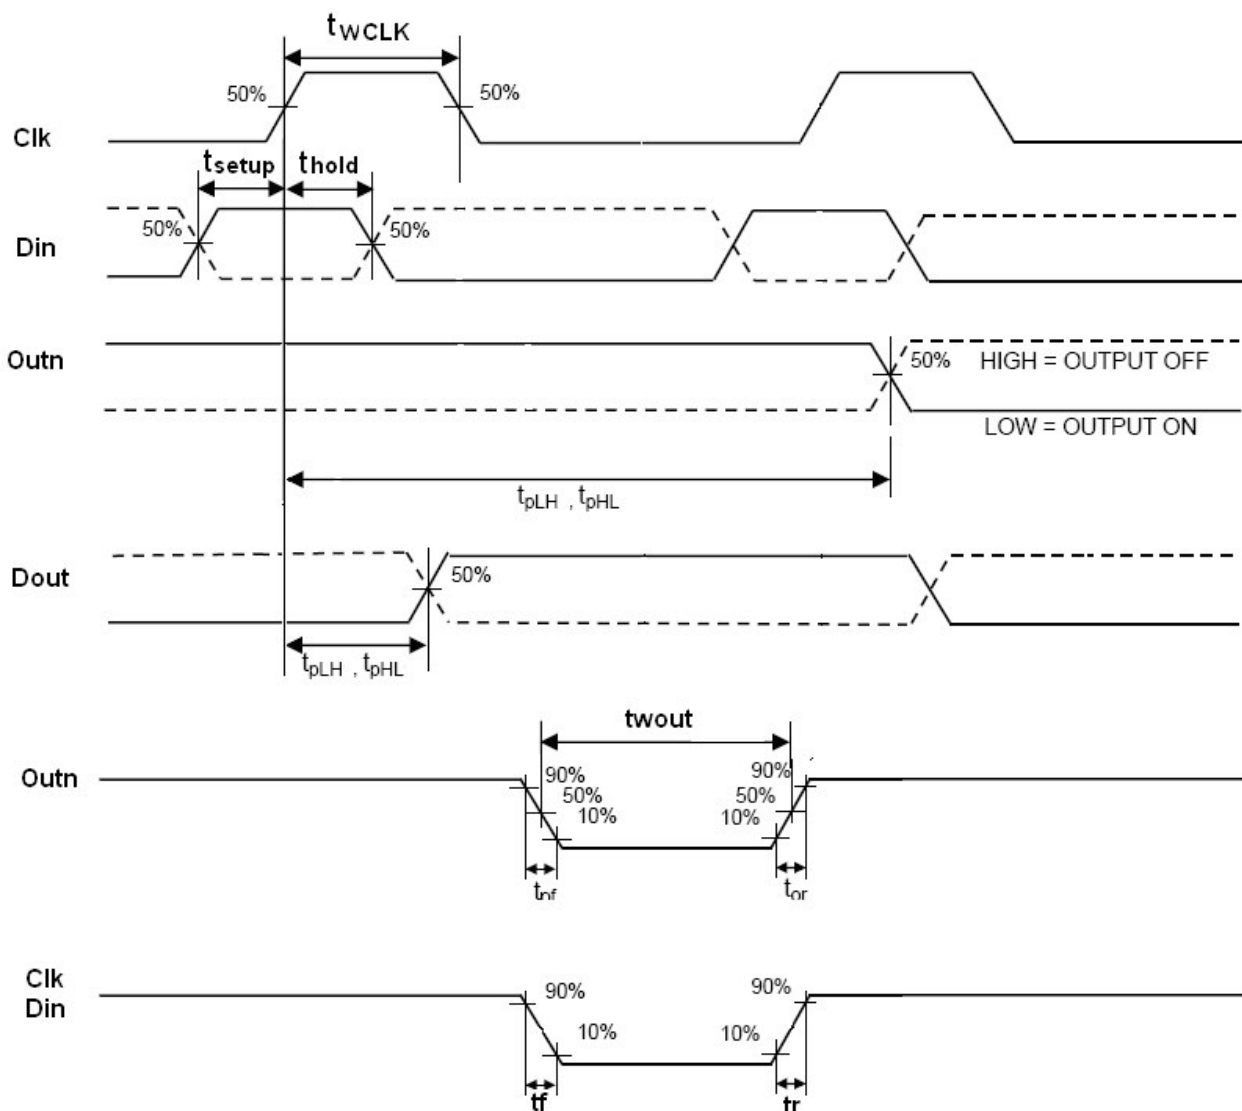 tWCLK
50%
50%
Clk
tsetup
thold
50%
50%
Din
Outn
50%
HIGH = OUTPUT OFF
LOW = OUTPUT ON
tpLH , tpHL
Dout
50%
tpLH , tpHL
twout
Outn
90%
50%
10%
90%
50%
10%
tof
tor
Clk
Din
90%
10%
90%
10%
tf
tr